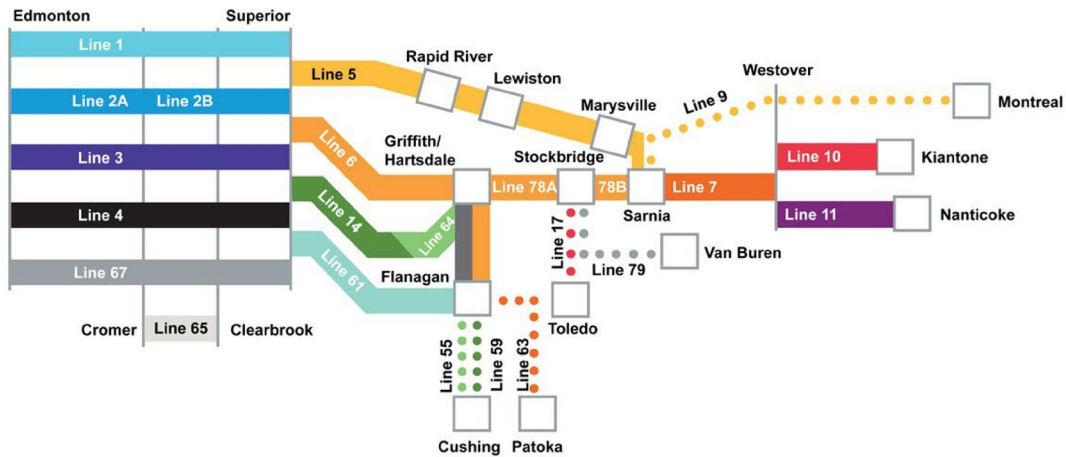 Edmonton
Superior
Line 1
Line 2A
Line 2B
Line 3
Line 4
Line 67
Cromer
Line 65
Clearbrook
Line 5
Rapid River
Lewiston
Marysville
Line 9
Westover
Montreal
Line 6
Griffith/
Hartsdale
Stockbridge
Line 78A
78B
Line 7
Sarnia
Line 10
Kiantone
Line 11
Nanticoke
Line 14
Line 64
Line 17
Van Buren
Line 79
Line 61
Flanagan
Toledo
Line 55
Line 59
Line 63
Cushing
Patoka